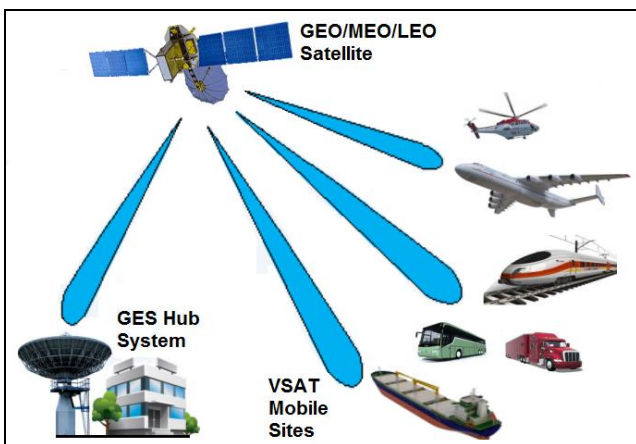 GEO/MEO/LEO
Satellite
GES Hub
System
VSAT
Mobile
Sites